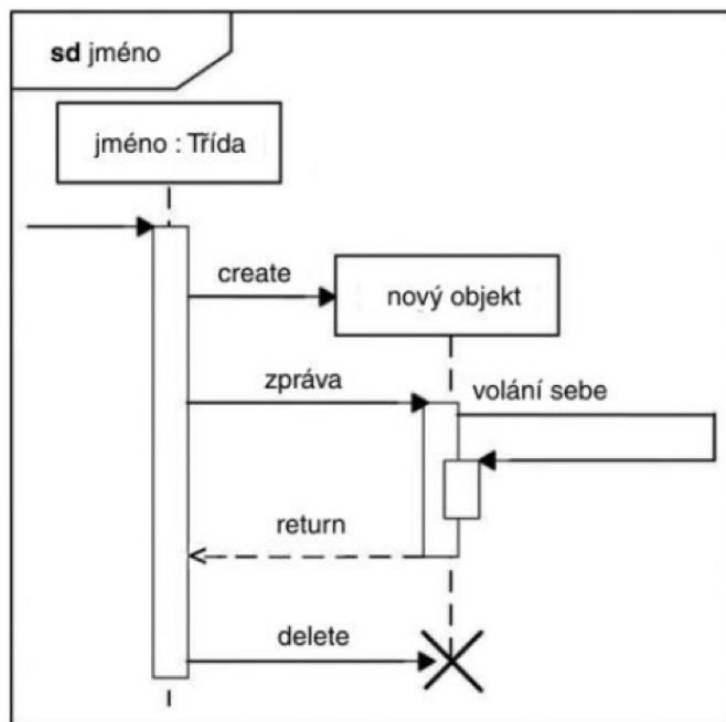 sd jméno
jméno : Třída
create
nový objekt
zpráva
volání sebe
return
delete